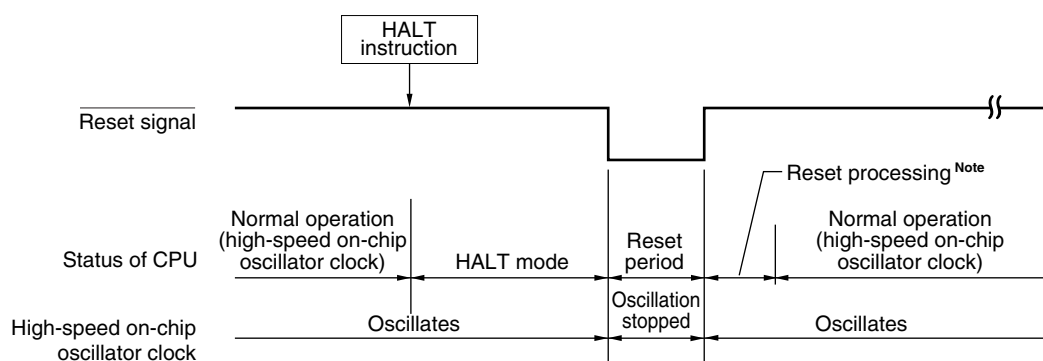 HALT
instruction
Reset signal
Reset processing Note
Normal operation
(high-speed on-chip
oscillator clock)
HALT mode
Reset
period
Normal operation
(high-speed on-chip
oscillator clock)
Status of CPU
Oscillates
Oscillation
stopped
Oscillates
High-speed on-chip
oscillator clock